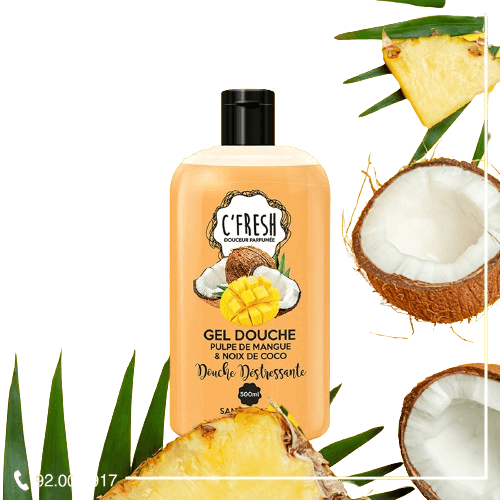 C'FRESH
DOUCEUR PARFUMÉE
GEL DOUCHE
PULPE DE MANGUE
& NOIX DE COCO
Douche Déstressante
500ml